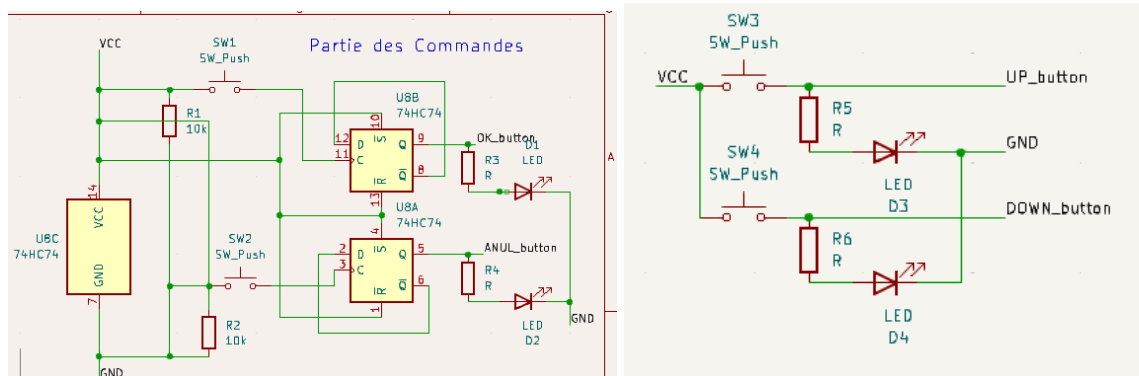 VCC
SW1
SW_Push
Partie des Commandes
R1
10k
U8B
74HC74
10
S
12
D
Q
9
OK_button
11
C
Q
8
R
13
D1
LED
R3
R
A
14
VCC
U8C
74HC74
GND
7
SW2
SW_Push
U8A
74HC74
4
S
2
D
Q
5
ANUL_button
3
C
Q
6
R
1
R4
R
LED
D2
GND
R2
10k
GND
SW3
SW_Push
VCC
UP_button
R5
R
GND
SW4
SW_Push
LED
D3
DOWN_button
R6
R
LED
D4